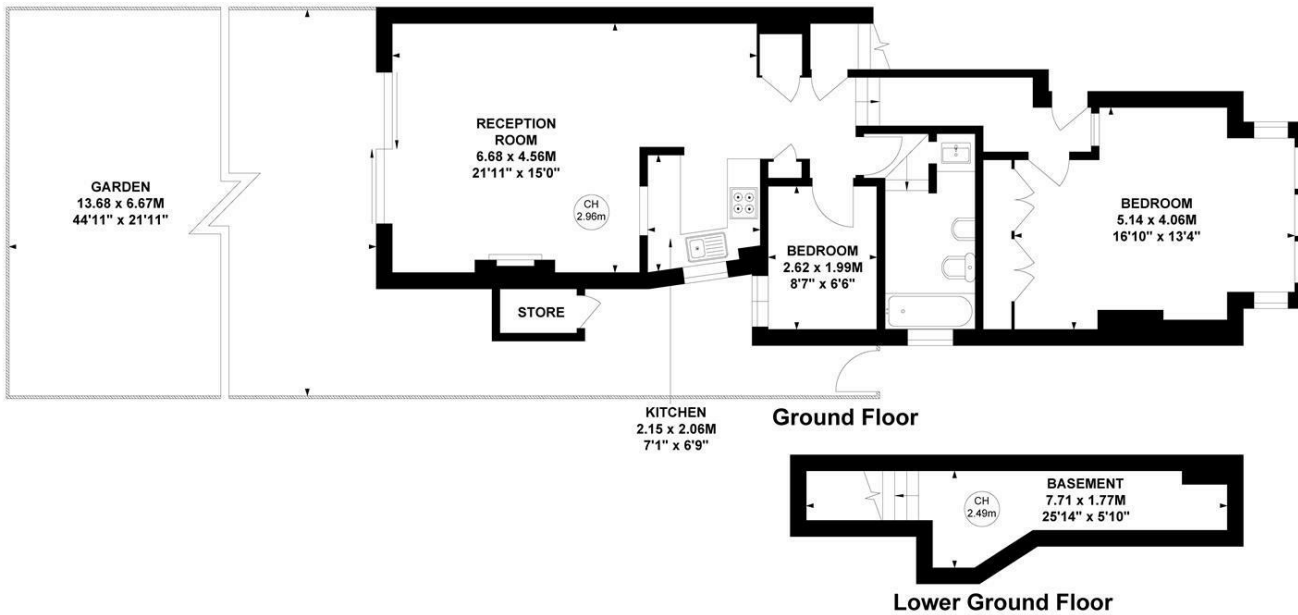 GARDEN
13.68 x 6.67M
44'11" x 21'11"
RECEPTION
ROOM
6.68 x 4.56M
21'11" x 15'0"
CH
2.96m
STORE
KITCHEN
2.15 x 2.06M
7'1" x 6'9"
BEDROOM
2.62 x 1.99M
8'7" x 6'6"
BEDROOM
5.14 x 4.06M
16'10" x 13'4"
Ground Floor
CH
2.49m
BASEMENT
7.71 x 1.77M
25'14" x 5'10"
Lower Ground Floor